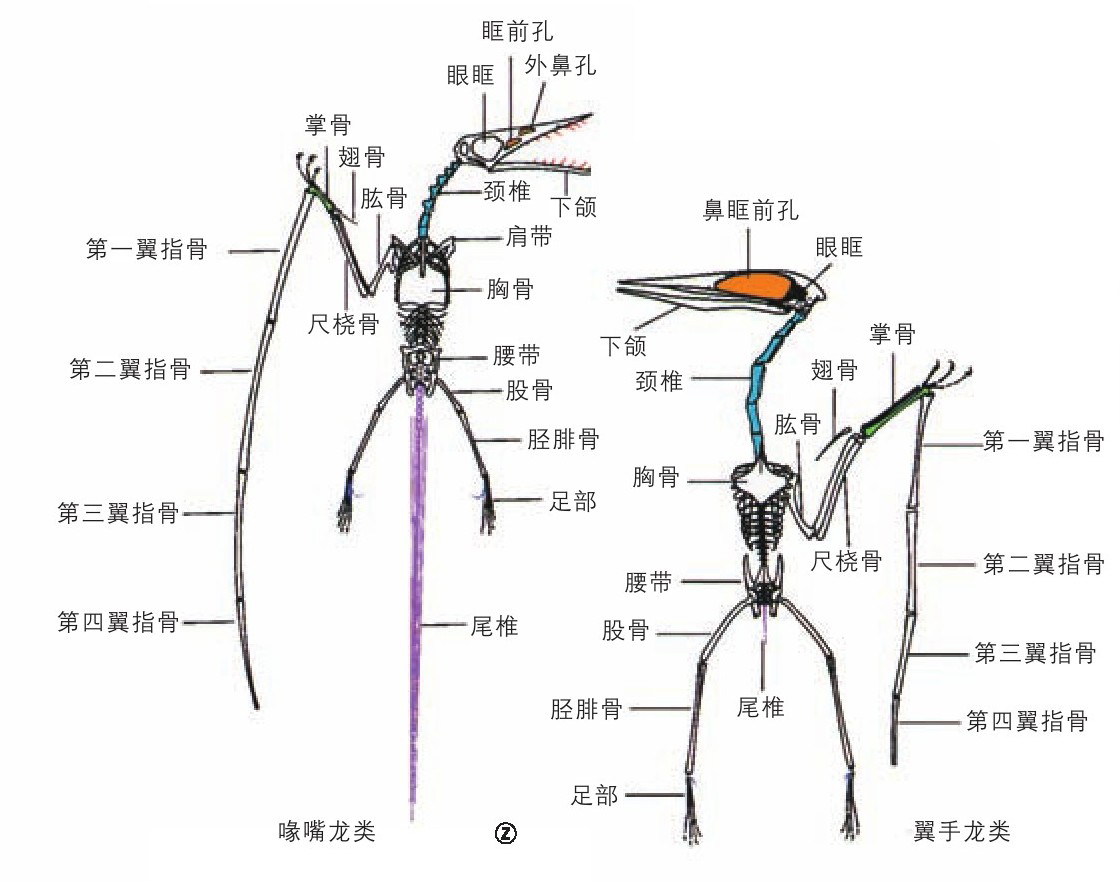 眶前孔
外鼻孔
眼眶
掌骨
翅骨
肱骨
颈椎
下颌
第一翼指骨
肩带
胸骨
尺桡骨
腰带
第二翼指骨
股骨
胫腓骨
足部
第三翼指骨
第四翼指骨
尾椎
喙嘴龙类
Ⓩ
鼻眶前孔
眼眶
下颌
掌骨
颈椎
翅骨
肱骨
第一翼指骨
胸骨
尺桡骨
第二翼指骨
腰带
股骨
第三翼指骨
胫腓骨
尾椎
第四翼指骨
足部
翼手龙类